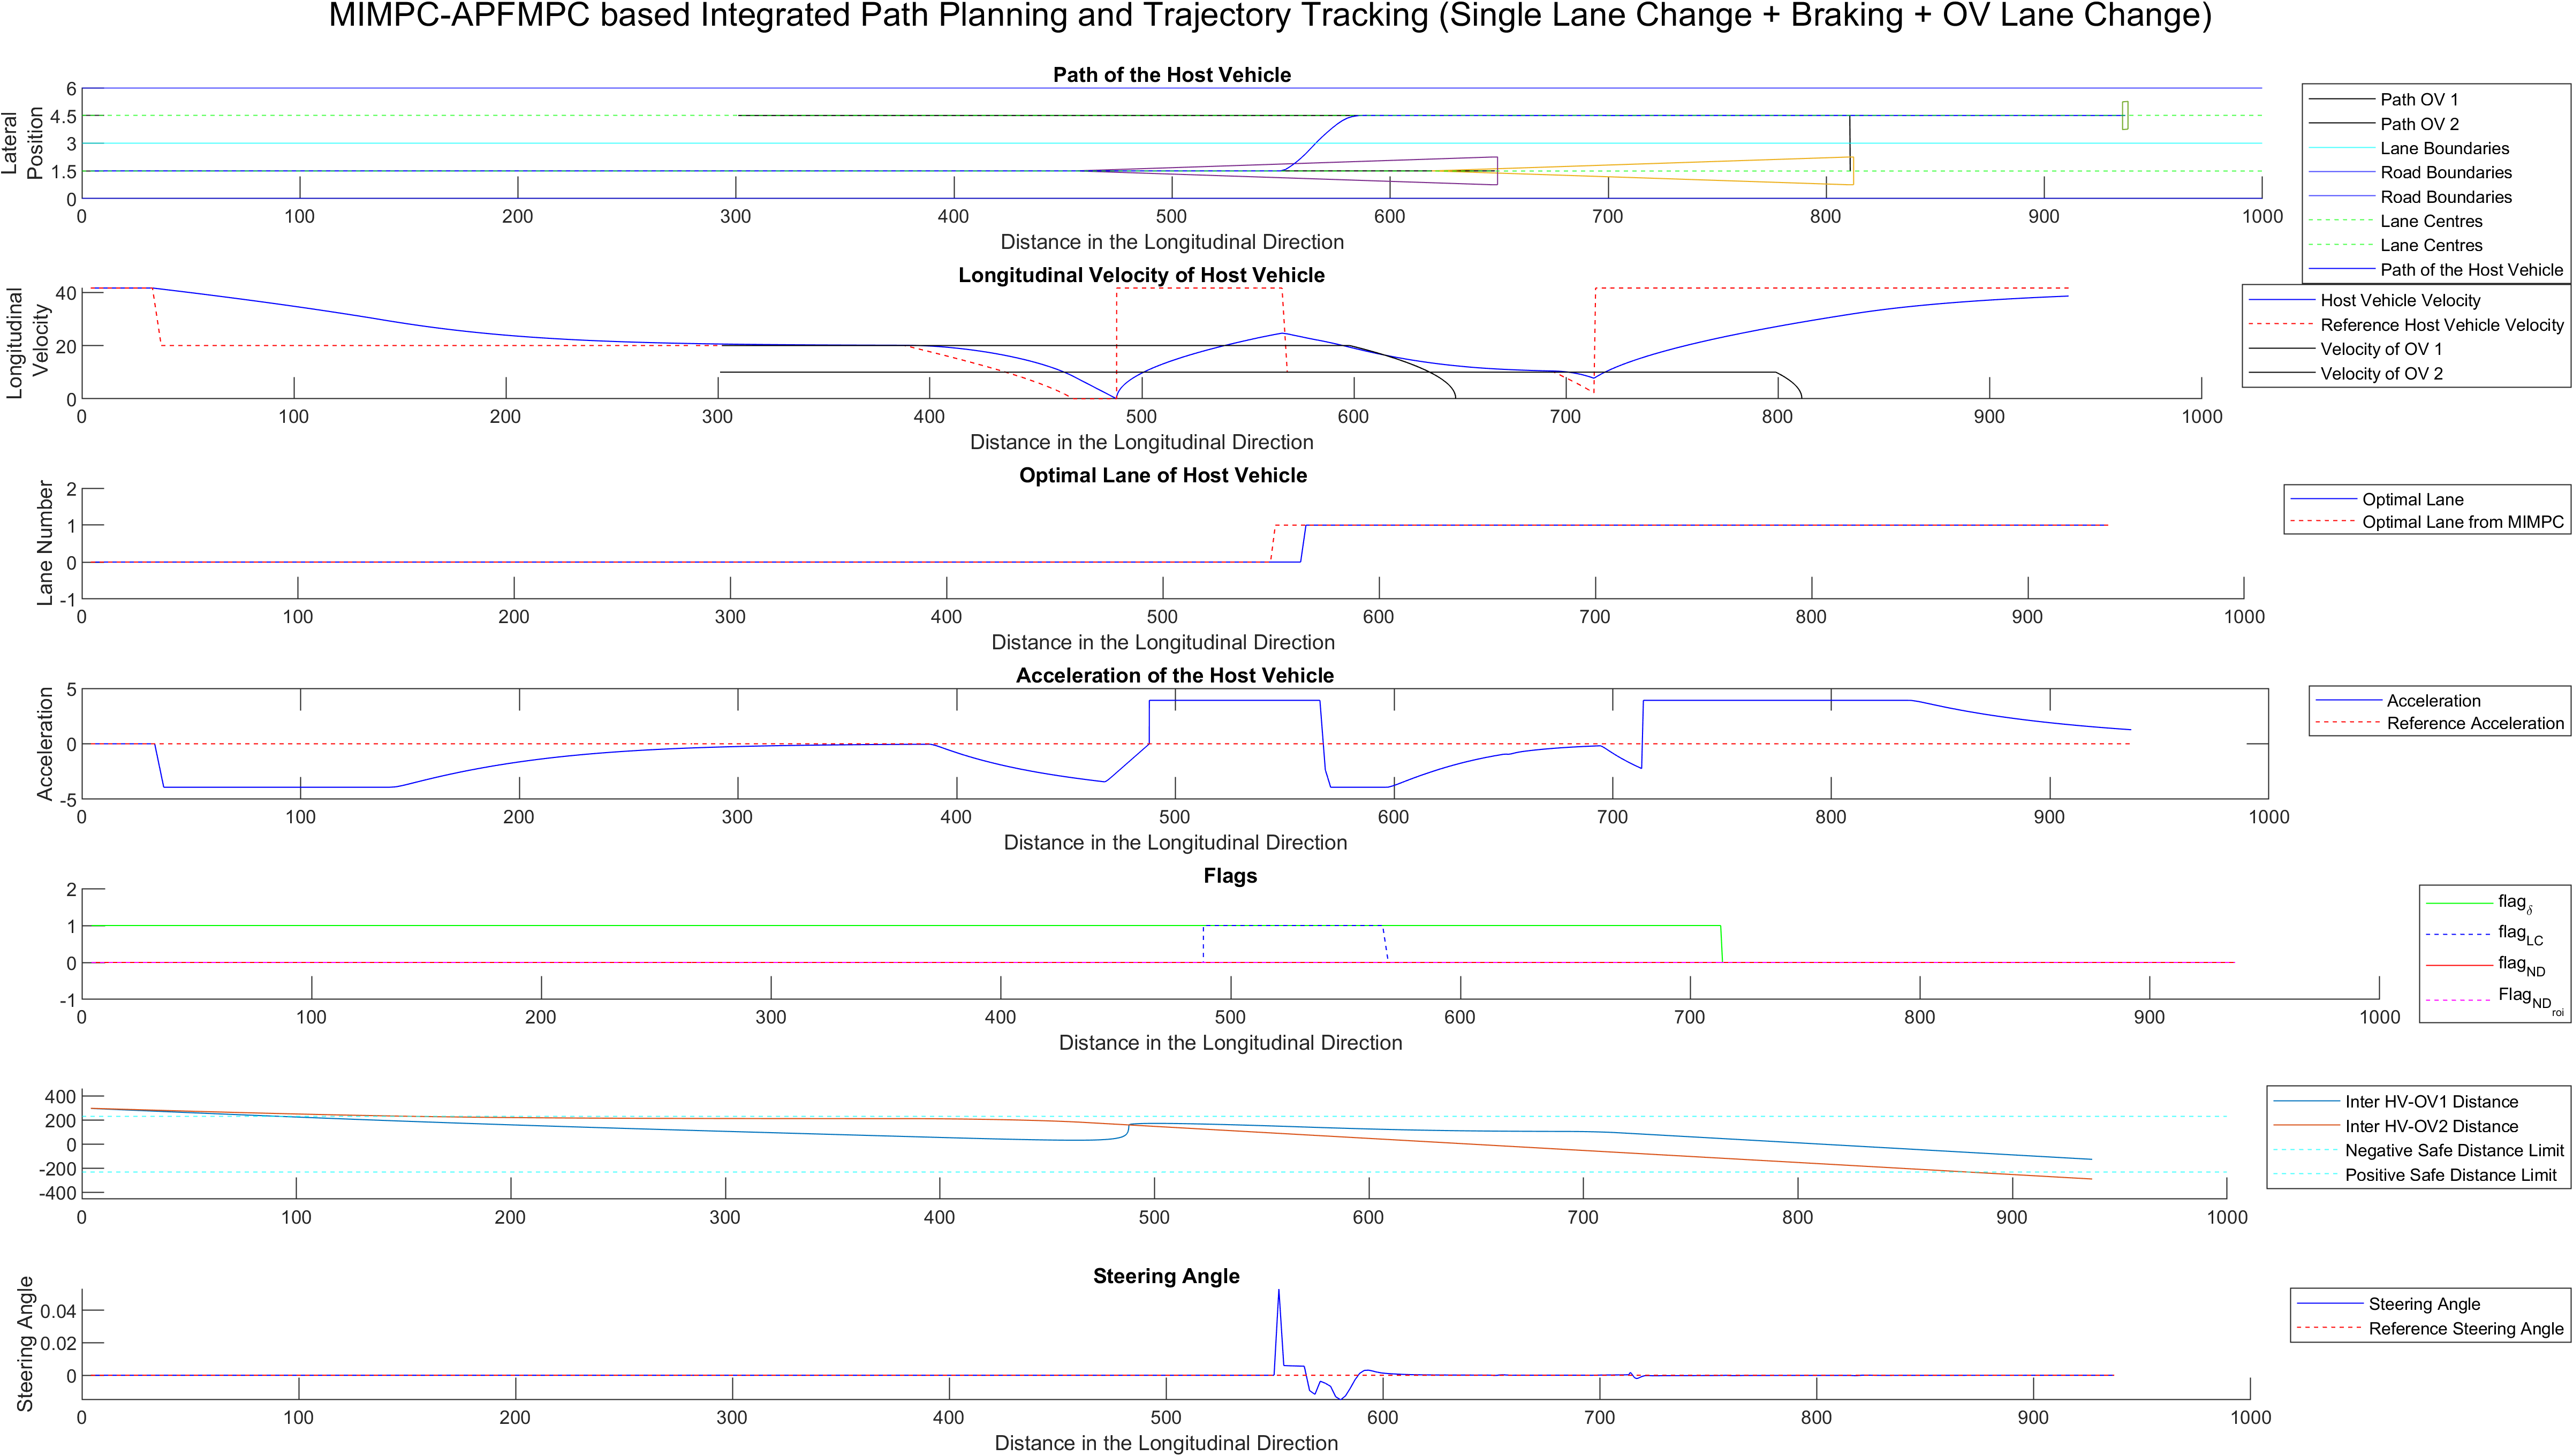 MIMPC-APFMPC based Integrated Path Planning and Trajectory Tracking (Single Lane Change + Braking + OV Lane Change)
Path of the Host Vehicle
Lateral
Position
6
4.5
3
1.5
0
0 100 200 300 400 500 600 700 800 900 1000
Distance in the Longitudinal Direction
Path OV 1
Path OV 2
Lane Boundaries
Road Boundaries
Road Boundaries
Lane Centres
Lane Centres
Path of the Host Vehicle
Longitudinal Velocity of Host Vehicle
Longitudinal
Velocity
40
20
0
0 100 200 300 400 500 600 700 800 900 1000
Distance in the Longitudinal Direction
Host Vehicle Velocity
Reference Host Vehicle Velocity
Velocity of OV 1
Velocity of OV 2
Optimal Lane of Host Vehicle
Lane Number
2
1
0
-1
0 100 200 300 400 500 600 700 800 900 1000
Distance in the Longitudinal Direction
Optimal Lane
Optimal Lane from MIMPC
Acceleration of the Host Vehicle
Acceleration
5
0
-5
0 100 200 300 400 500 600 700 800 900 1000
Distance in the Longitudinal Direction
Acceleration
Reference Acceleration
Flags
2
1
0
-1
0 100 200 300 400 500 600 700 800 900 1000
Distance in the Longitudinal Direction
flag δ
flag LC
flag ND
Flag ND roi
400
200
0
-200
-400
0 100 200 300 400 500 600 700 800 900 1000
Inter HV-OV1 Distance
Inter HV-OV2 Distance
Negative Safe Distance Limit
Positive Safe Distance Limit
Steering Angle
Steering Angle
0.04
0.02
0
0 100 200 300 400 500 600 700 800 900 1000
Distance in the Longitudinal Direction
Steering Angle
Reference Steering Angle